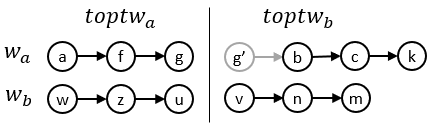 toptw_a toptw_b
w_a a f g g′ b c k
w_b w z u v n m